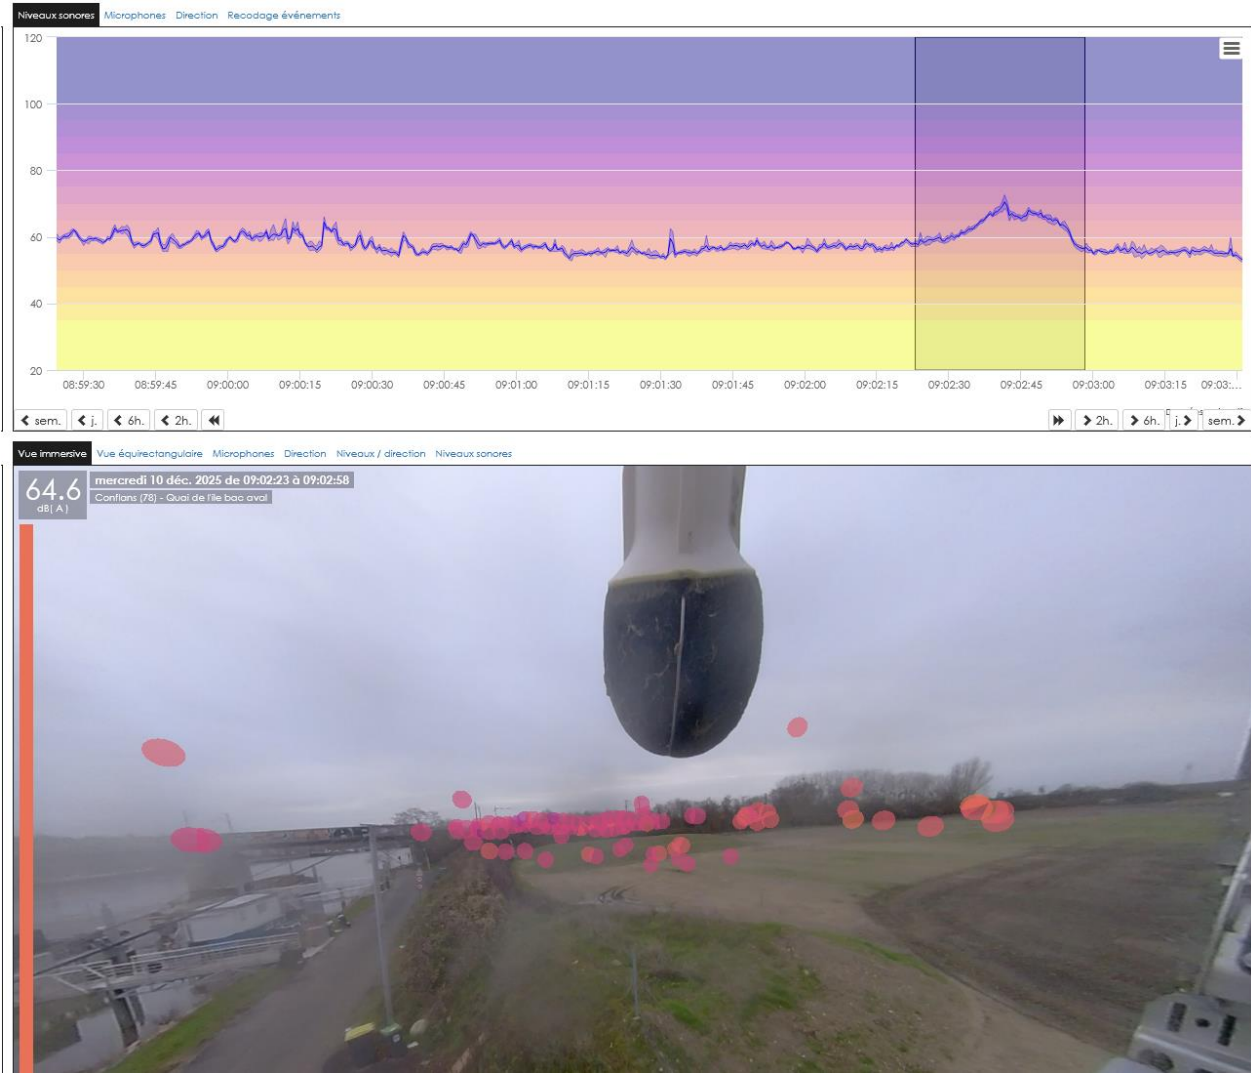 Niveaux sonores Microphones Direction Recodage événements
120
100
80
60
40
20
08:59:30 08:59:45 09:00:00 09:00:15 09:00:30 09:00:45 09:01:00 09:01:15 09:01:30 09:01:45 09:02:00 09:02:15 09:02:30 09:02:45 09:03:00 09:03:15 09:03:...
sem. j. 6h. 2h. 2h. 6h. j. sem.
Vue immersive Vue équirectangulaire Microphones Direction Niveaux / direction Niveaux sonores
64.6
dB( A )
mercredi 10 déc. 2025 de 09:02:23 à 09:02:58
Conflans (78) - Quai de l'île bac aval